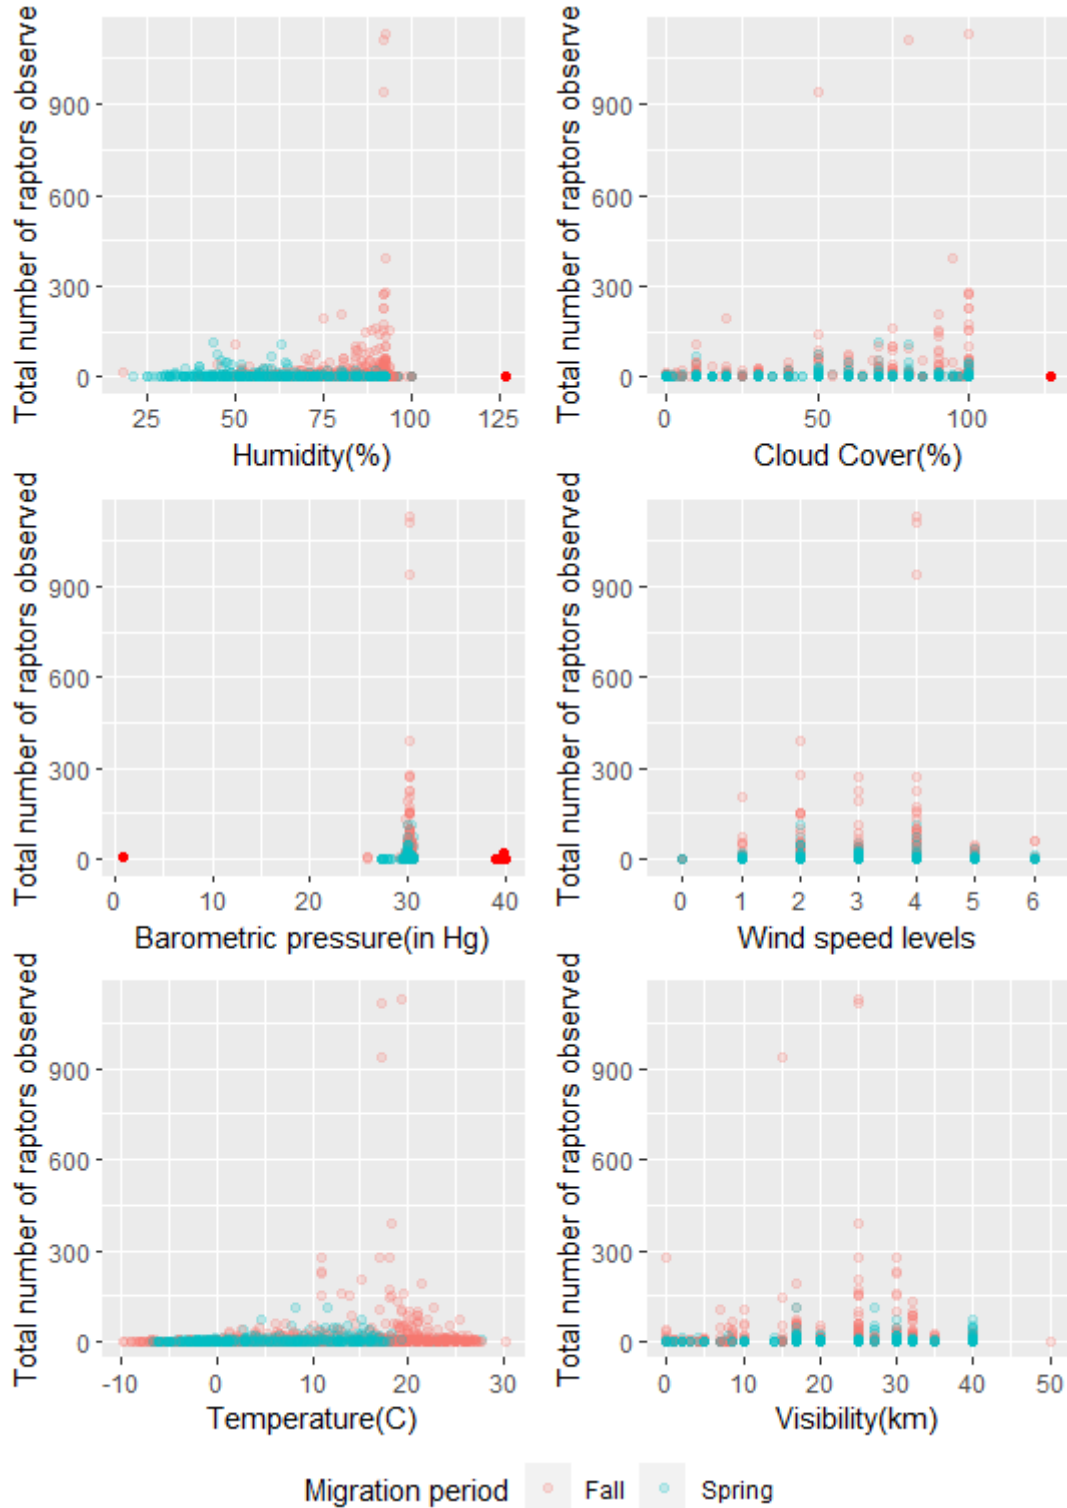 Total number of raptors observe
900
600
300
0
25 50 75 100 125
Humidity(%)
Total number of raptors observe
900
600
300
0
0 50 100
Cloud Cover(%)
Total number of raptors observed
900
600
300
0
0 10 20 30 40
Barometric pressure(in Hg)
Total number of raptors observed
900
600
300
0
0 1 2 3 4 5 6
Wind speed levels
Total number of raptors observed
900
600
300
0
-10 0 10 20 30
Temperature(C)
Total number of raptors observed
900
600
300
0
0 10 20 30 40 50
Visibility(km)
Migration period Fall Spring